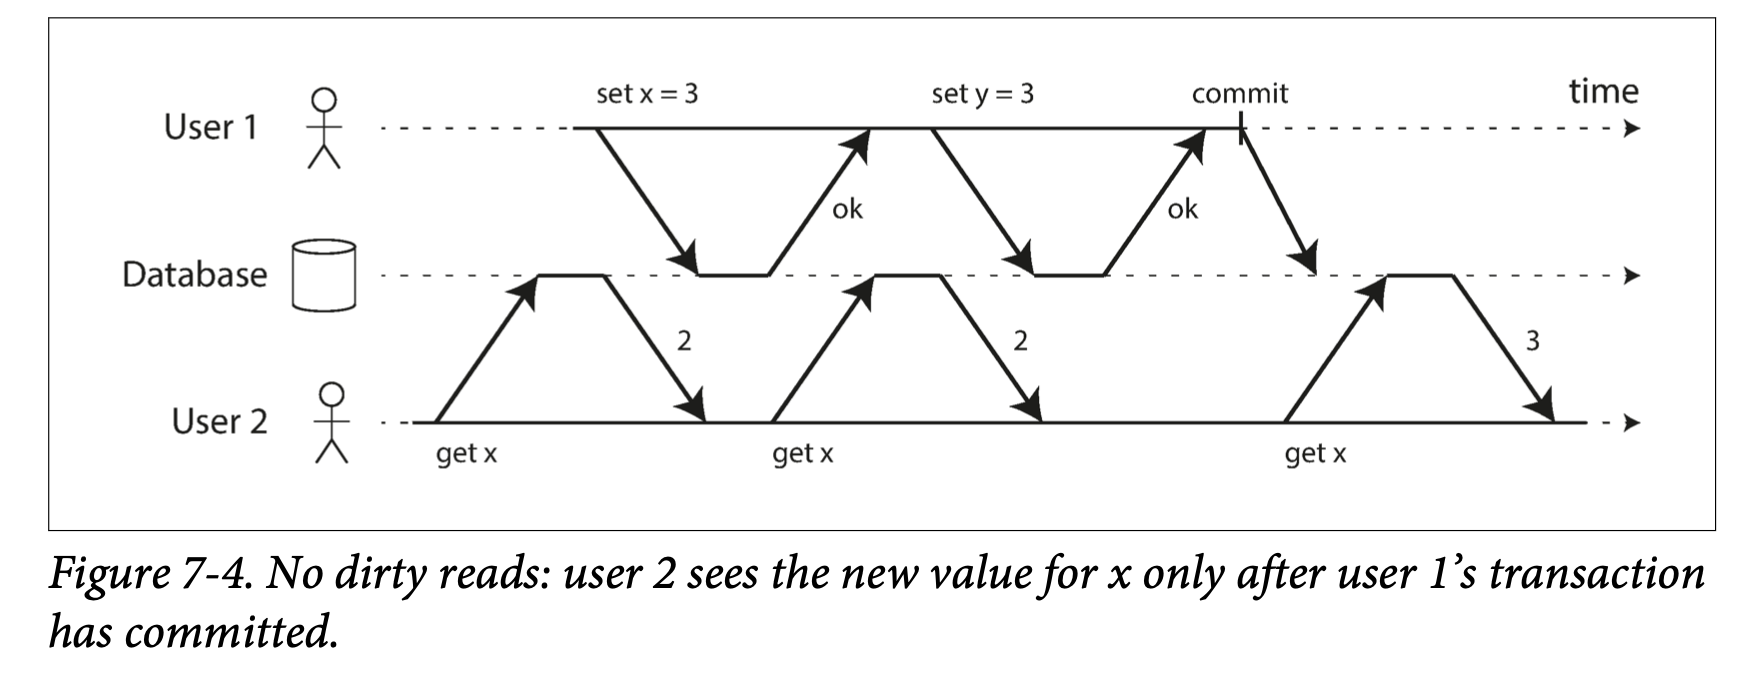 set x = 3
set y = 3
commit
time
User 1
ok
ok
Database
2
2
3
User 2
get x
get x
get x
Figure 7-4. No dirty reads: user 2 sees the new value for x only after user 1’s transaction
has committed.